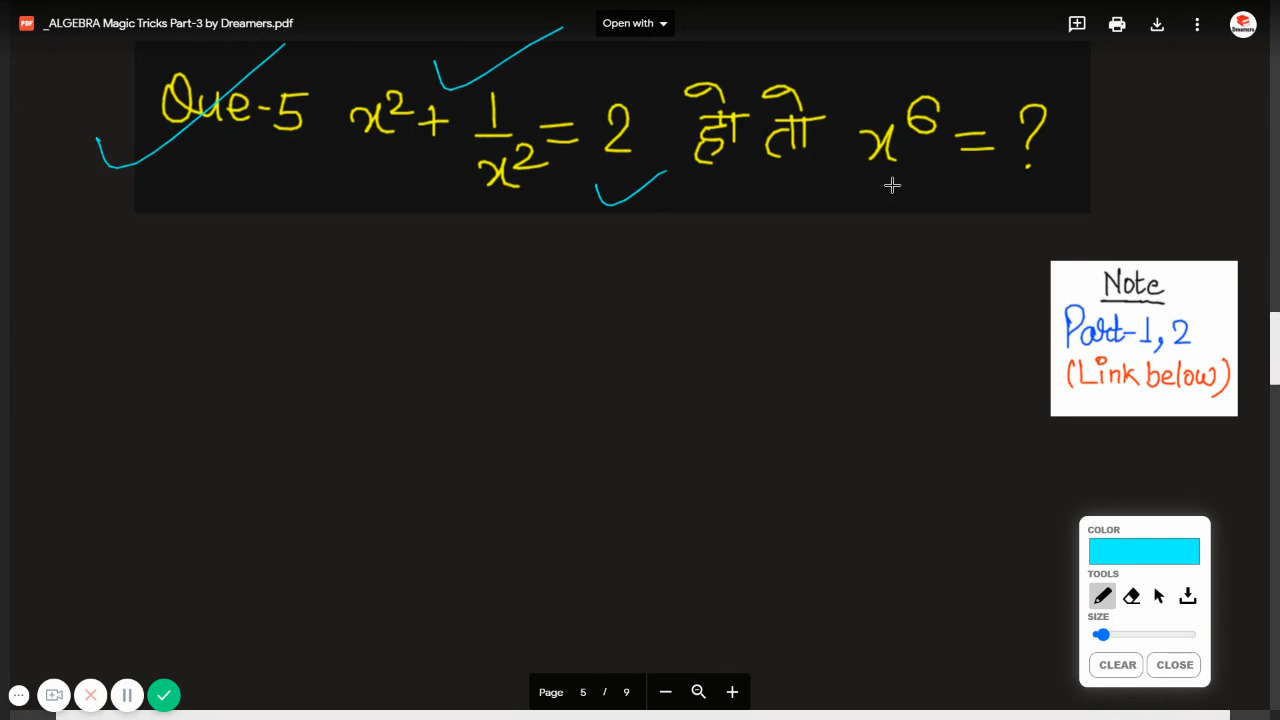 _ALGEBRA Magic Tricks Part-3 by Dreamers.pdf
Open with
Dreamers
Que-5 x²+ 1/x² = 2 हो तो x⁶ = ?
Note
Part-1, 2
(Link below)
COLOR
TOOLS
SIZE
CLEAR CLOSE
Page 5 / 9